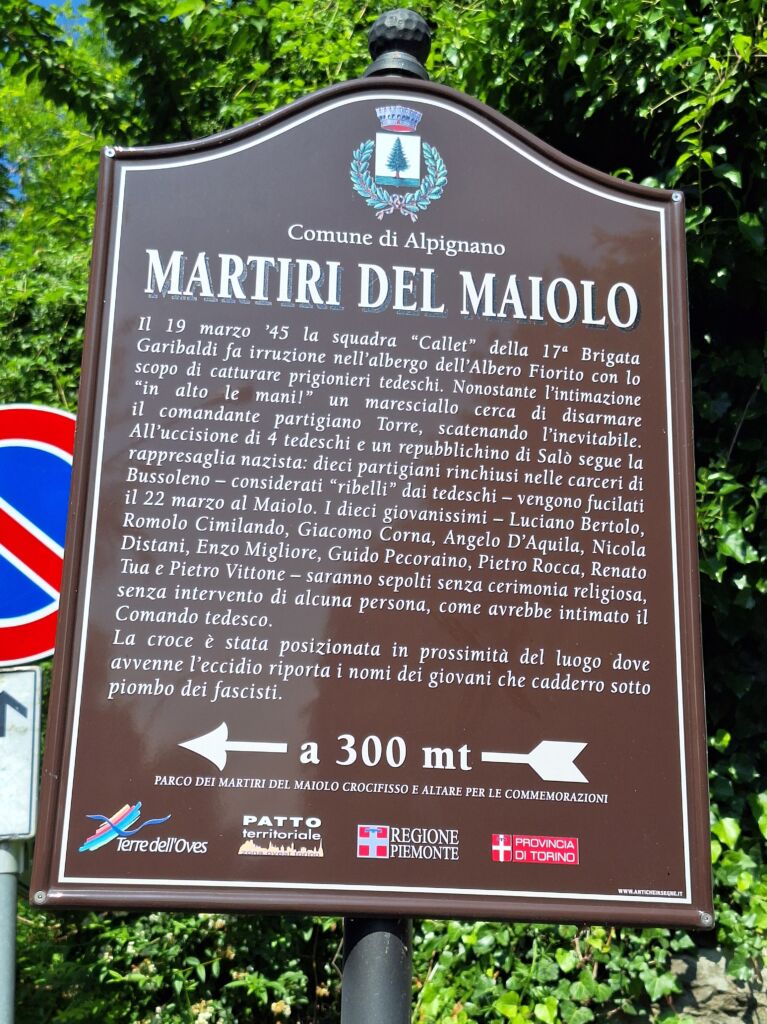 Comune di Alpignano
MARTIRI DEL MAIOLO
Il 19 marzo '45 la squadra "Callet" della 17ª Brigata
Garibaldi fa irruzione nell'albergo dell'Albero Fiorito con lo
scopo di catturare prigionieri tedeschi. Nonostante l'intimazione
"in alto le mani!" un maresciallo cerca di disarmare
il comandante partigiano Torre, scatenando l'inevitabile.
All'uccisione di 4 tedeschi e un repubblichino di Salò segue la
rappresaglia nazista: dieci partigiani rinchiusi nelle carceri di
Bussoleno – considerati "ribelli" dai tedeschi – vengono fucilati
il 22 marzo al Maiolo. I dieci giovanissimi – Luciano Bertolo,
Romolo Cimilando, Giacomo Corna, Angelo D'Aquila, Nicola
Distani, Enzo Migliore, Guido Pecoraino, Pietro Rocca, Renato
Tua e Pietro Vittone – saranno sepolti senza cerimonia religiosa,
senza intervento di alcuna persona, come avrebbe intimato il
Comando tedesco.
La croce è stata posizionata in prossimità del luogo dove
avvenne l'eccidio riporta i nomi dei giovani che cadderro sotto
piombo dei fascisti.
a 300 mt
PARCO DEI MARTIRI DEL MAIOLO CROCIFISSO E ALTARE PER LE COMMEMORAZIONI
Terre dell'Oves
PATTO
territoriale
zona ovest torino
REGIONE
PIEMONTE
PROVINCIA
DI TORINO
WWW.ANTICHEINSEGNE.IT